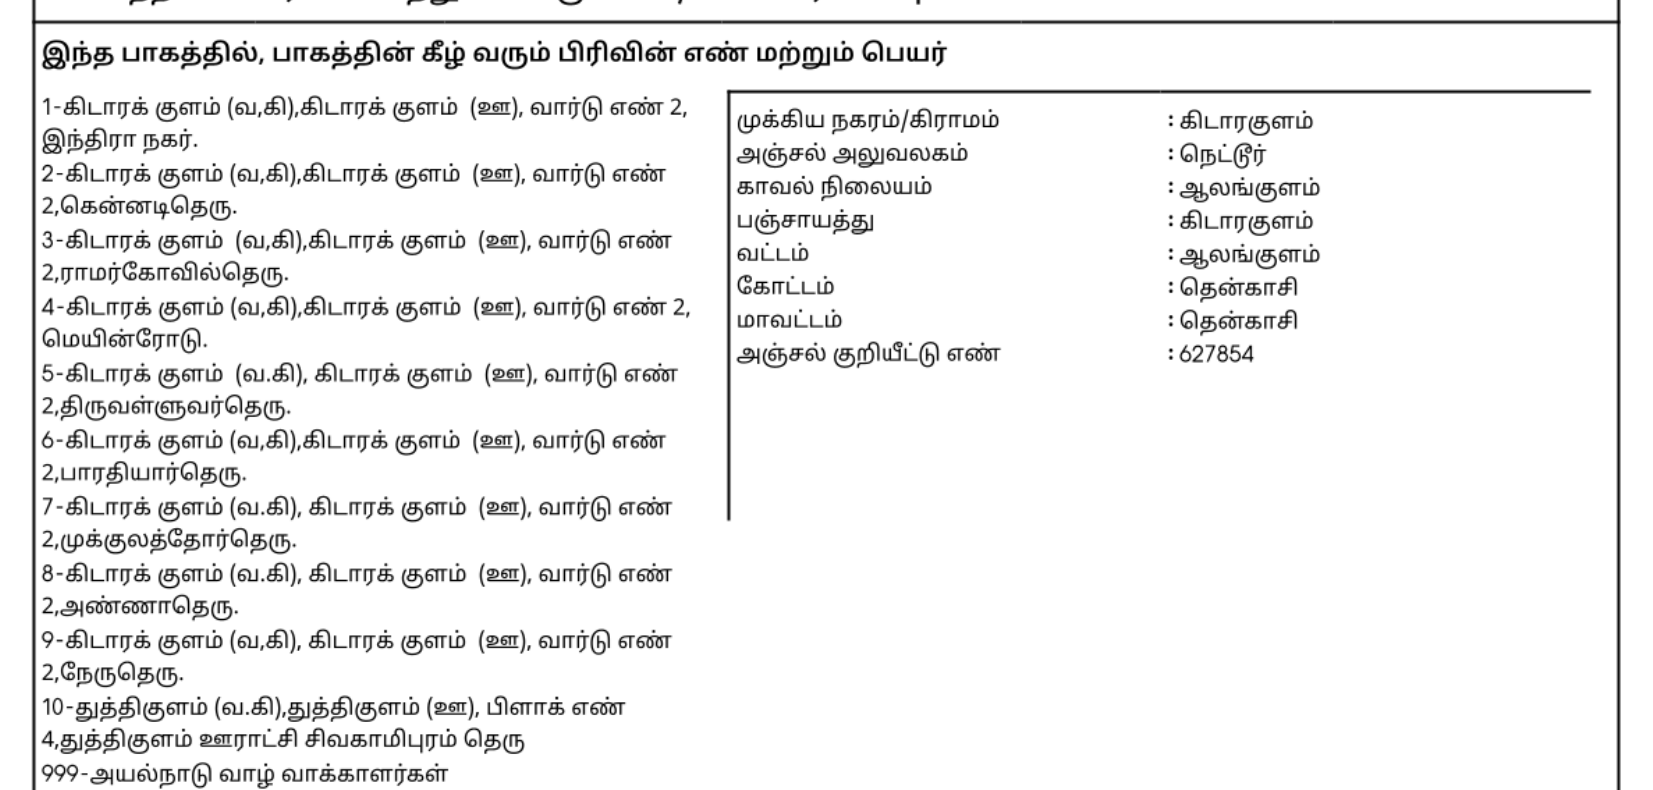 இந்த பாகத்தில், பாகத்தின் கீழ் வரும் பிரிவின் எண் மற்றும் பெயர்
1-கிடாரக் குளம் (வ,கி),கிடாரக் குளம் (ஊ), வார்டு எண் 2,
இந்திரா நகர்.
2-கிடாரக் குளம் (வ,கி),கிடாரக் குளம் (ஊ), வார்டு எண்
2,கென்னடிதெரு.
3-கிடாரக் குளம் (வ,கி),கிடாரக் குளம் (ஊ), வார்டு எண்
2,ராமர்கோவில்தெரு.
4-கிடாரக் குளம் (வ,கி),கிடாரக் குளம் (ஊ), வார்டு எண் 2,
மெயின்ரோடு.
5-கிடாரக் குளம் (வ.கி), கிடாரக் குளம் (ஊ), வார்டு எண்
2,திருவள்ளுவர்தெரு.
6-கிடாரக் குளம் (வ,கி),கிடாரக் குளம் (ஊ), வார்டு எண்
2,பாரதியார்தெரு.
7-கிடாரக் குளம் (வ.கி), கிடாரக் குளம் (ஊ), வார்டு எண்
2,முக்குலத்தோர்தெரு.
8-கிடாரக் குளம் (வ.கி), கிடாரக் குளம் (ஊ), வார்டு எண்
2,அண்ணாதெரு.
9-கிடாரக் குளம் (வ,கி), கிடாரக் குளம் (ஊ), வார்டு எண்
2,நேருதெரு.
10-துத்திகுளம் (வ.கி),துத்திகுளம் (ஊ), பிளாக் எண்
4,துத்திகுளம் ஊராட்சி சிவகாமிபுரம் தெரு
999-அயல்நாடு வாழ் வாக்காளர்கள்
முக்கிய நகரம்/கிராமம் : கிடாரகுளம்
அஞ்சல் அலுவலகம் : நெட்டூர்
காவல் நிலையம் : ஆலங்குளம்
பஞ்சாயத்து : கிடாரகுளம்
வட்டம் : ஆலங்குளம்
கோட்டம் : தென்காசி
மாவட்டம் : தென்காசி
அஞ்சல் குறியீட்டு எண் : 627854